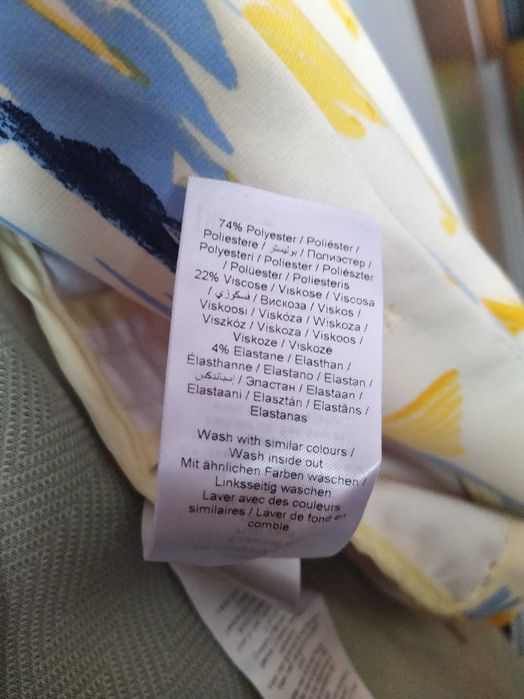 74% Polyester / Poliéster /
Poliestere / بوليستر / Полиэстер /
Polyesteri / Poliester / Poliészter
/ Polüester / Poliesteris
22% Viscose / Viskose / Viscosa
/ فسكوزي / Вискоза / Viskos /
Viskoosi / Viskóza / Wiskoza /
Viszkóz / Viskoza / Viskoos /
Viskoze / Viskoze
4% Elastane / Elasthan /
Élasthanne / Elastano / Elastan /
إسباندكس / Эластан / Elastaan /
Elastaani / Elasztán / Elastāns /
Elastanas
Wash with similar colours /
Wash inside out
Mit ähnlichen Farben waschen /
Linksseitig waschen
Laver avec des couleurs
similaires / Laver de fond en
comble